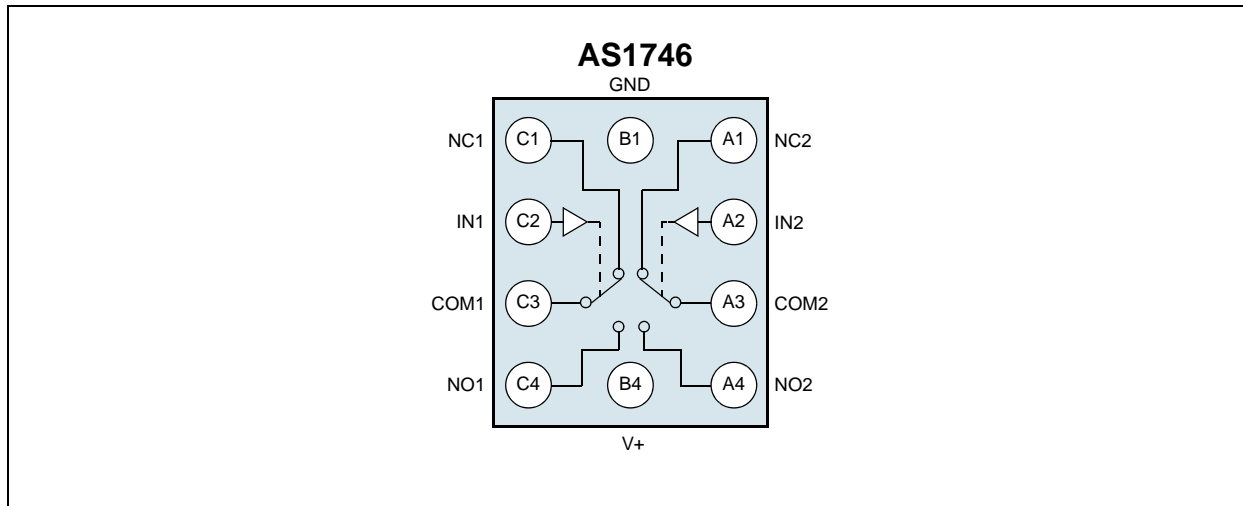 AS1746
GND
NC1 C1 B1 A1 NC2
IN1 C2 A2 IN2
COM1 C3 A3 COM2
NO1 C4 B4 A4 NO2
V+